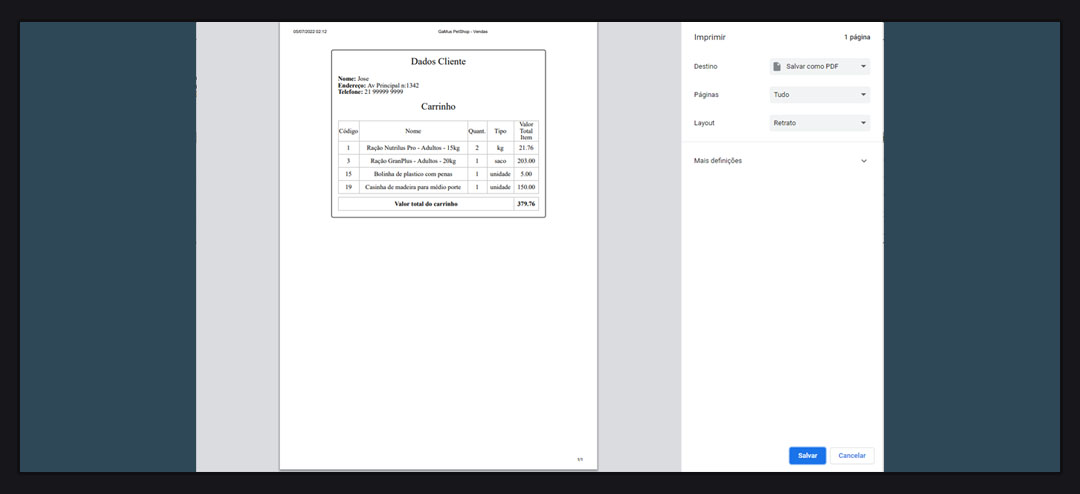 05/07/2022 02:12 GaMus PetShop - Vendas
Dados Cliente
Nome: Jose
Endereço: Av Principal n:1342
Telefone: 21 99999 9999
Carrinho
Código Nome Quant. Tipo Valor Total Item
1 Ração Nutrilus Pro - Adultos - 15kg 2 kg 21.76
3 Ração GranPlus - Adultos - 20kg 1 saco 203.00
15 Bolinha de plastico com penas 1 unidade 5.00
19 Casinha de madeira para médio porte 1 unidade 150.00
Valor total do carrinho 379.76
1/1
Imprimir 1 página
Destino Salvar como PDF
Páginas Tudo
Layout Retrato
Mais definições
Salvar Cancelar